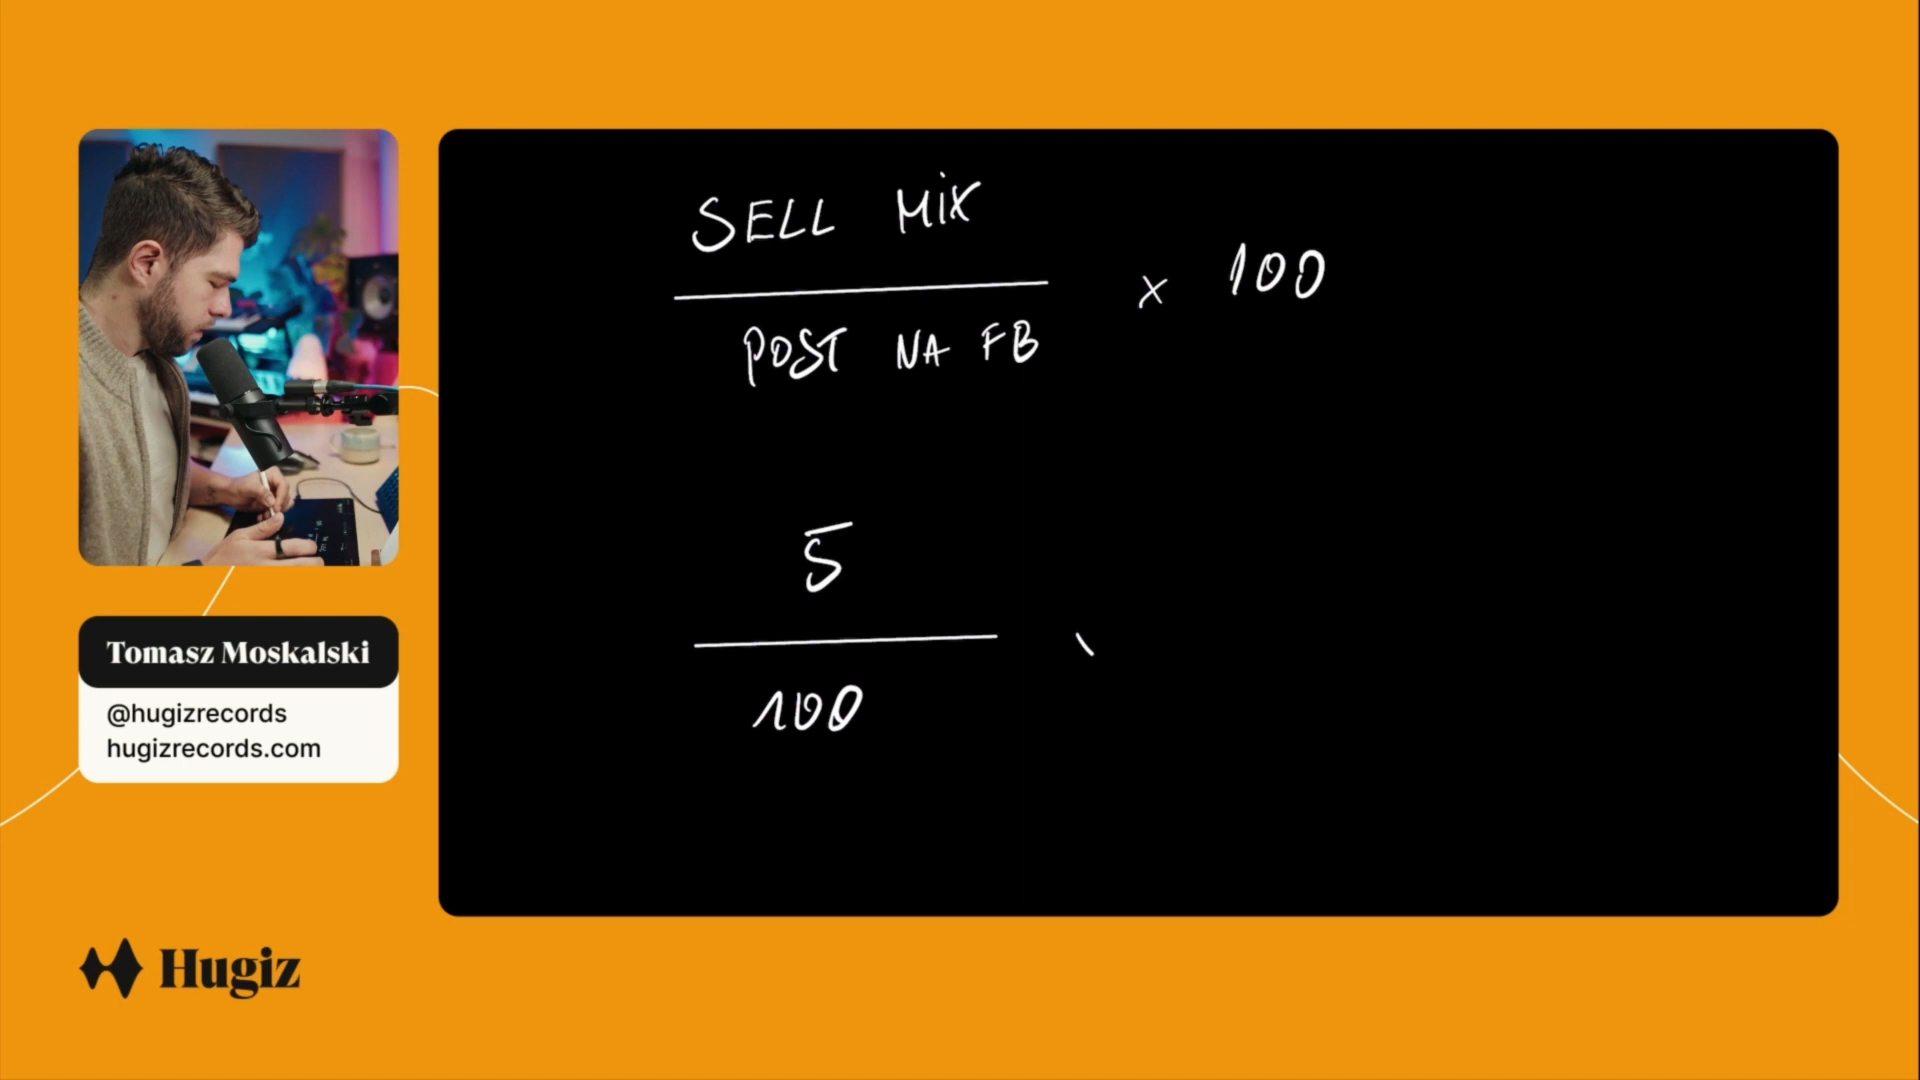 SELL MiX
x 100
POST NA FB
5
100
Tomasz Moskalski
@hugizrecords
hugizrecords.com
Hugiz